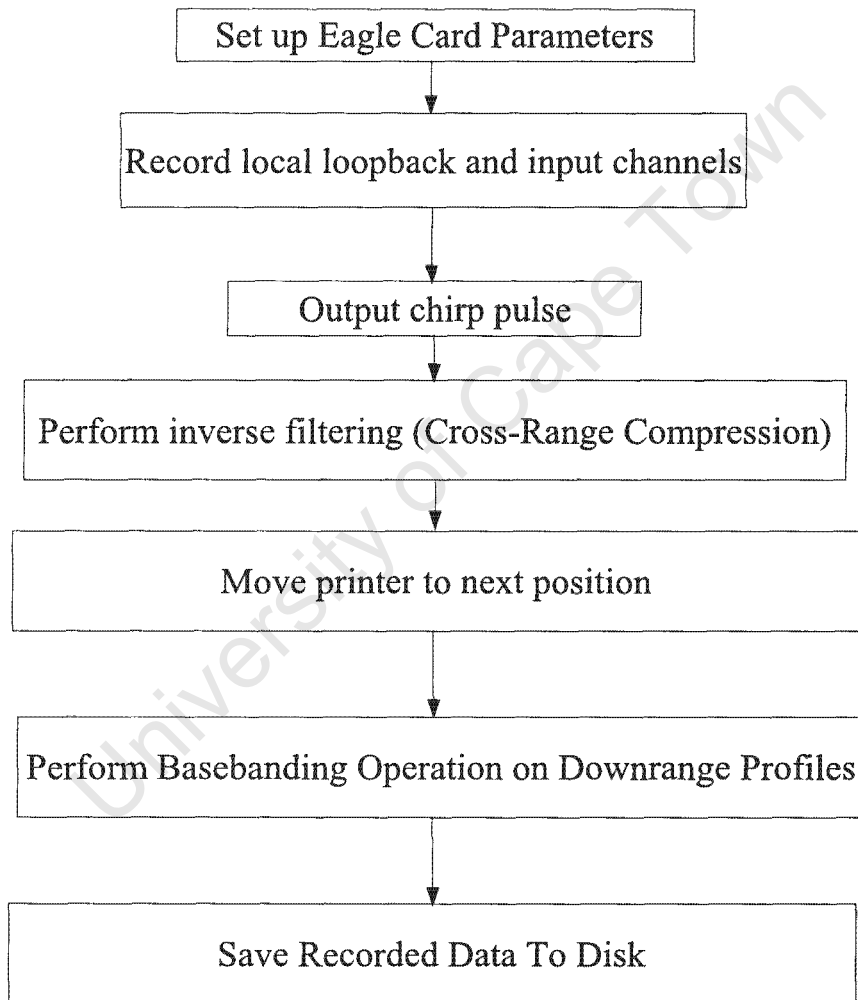 Set up Eagle Card Parameters
Record local loopback and input channels
Output chirp pulse
Perform inverse filtering (Cross-Range Compression)
Move printer to next position
Perform Basebanding Operation on Downrange Profiles
Save Recorded Data To Disk
University of Cape Town